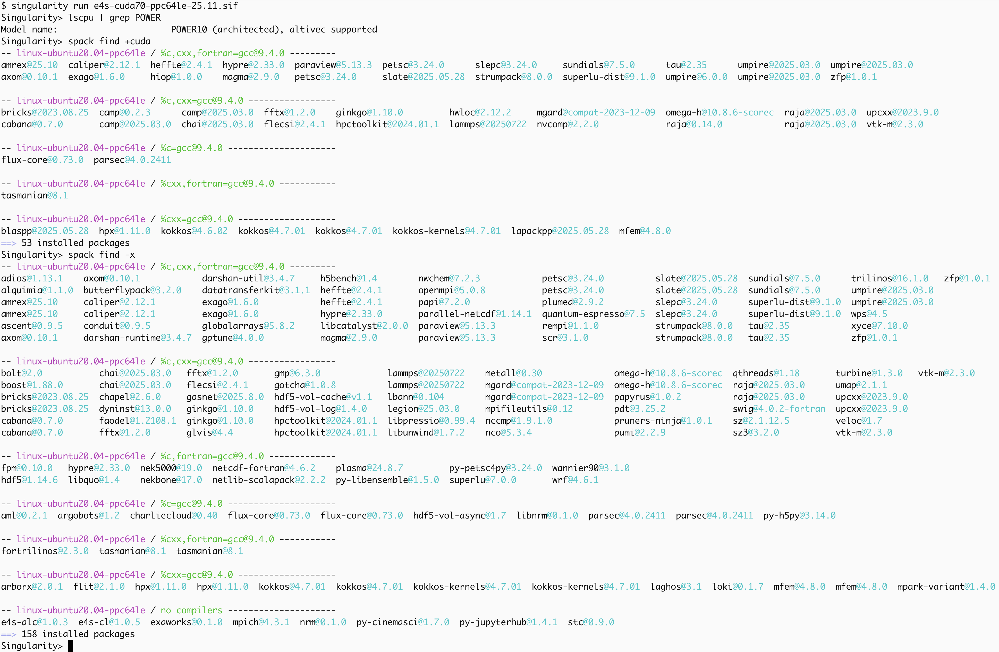 $ singularity run e4s-cuda70-ppc64le-25.11.sif
Singularity> lscpu | grep POWER
Model name:                      POWER10 (architected), altivec supported
Singularity> spack find +cuda
-- linux-ubuntu20.04-ppc64le / %c,cxx,fortran=gcc@9.4.0 ---------
amrex@25.10  caliper@2.12.1  heffte@2.4.1  hypre@2.33.0  paraview@5.13.3  petsc@3.24.0      slepc@3.24.0     sundials@7.5.0      tau@2.35      umpire@2025.03.0  umpire@2025.03.0
axom@0.10.1  exago@1.6.0     hiop@1.0.0    magma@2.9.0   petsc@3.24.0     slate@2025.05.28  strumpack@8.0.0  superlu-dist@9.1.0  umpire@6.0.0  umpire@2025.03.0  zfp@1.0.1

-- linux-ubuntu20.04-ppc64le / %c,cxx=gcc@9.4.0 -----------------
bricks@2023.08.25  camp@0.2.3      camp@2025.03.0  fftx@1.2.0    ginkgo@1.10.0         hwloc@2.12.2     mgard@compat-2023-12-09  omega-h@10.8.6-scorec  raja@2025.03.0  upcxx@2023.9.0
cabana@0.7.0       camp@2025.03.0  chai@2025.03.0  flecsi@2.4.1  hpctoolkit@2024.01.1  lammps@20250722  nvcomp@2.2.0             raja@0.14.0            raja@2025.03.0  vtk-m@2.3.0

-- linux-ubuntu20.04-ppc64le / %c=gcc@9.4.0 ---------------------
flux-core@0.73.0  parsec@4.0.2411

-- linux-ubuntu20.04-ppc64le / %cxx,fortran=gcc@9.4.0 -----------
tasmanian@8.1

-- linux-ubuntu20.04-ppc64le / %cxx=gcc@9.4.0 -------------------
blaspp@2025.05.28  hpx@1.11.0  kokkos@4.6.02  kokkos@4.7.01  kokkos@4.7.01  kokkos-kernels@4.7.01  lapackpp@2025.05.28  mfem@4.8.0
==> 53 installed packages
Singularity> spack find -x
-- linux-ubuntu20.04-ppc64le / %c,cxx,fortran=gcc@9.4.0 ---------
adios@1.13.1    axom@0.10.1            darshan-util@3.4.7     h5bench@1.4        nwchem@7.2.3            petsc@3.24.0          slate@2025.05.28  sundials@7.5.0      trilinos@16.1.0   zfp@1.0.1
alquimia@1.1.0  butterflypack@3.2.0    datatransferkit@3.1.1  heffte@2.4.1       openmpi@5.0.8           petsc@3.24.0          slate@2025.05.28  sundials@7.5.0      umpire@2025.03.0
amrex@25.10     caliper@2.12.1         exago@1.6.0            heffte@2.4.1       papi@7.2.0              plumed@2.9.2          slepc@3.24.0      superlu-dist@9.1.0  umpire@2025.03.0
amrex@25.10     caliper@2.12.1         exago@1.6.0            hypre@2.33.0       parallel-netcdf@1.14.1  quantum-espresso@7.5  slepc@3.24.0      superlu-dist@9.1.0  wps@4.5
ascent@0.9.5    conduit@0.9.5          globalarrays@5.8.2     libcatalyst@2.0.0  paraview@5.13.3         rempi@1.1.0           strumpack@8.0.0   tau@2.35            xyce@7.10.0
axom@0.10.1     darshan-runtime@3.4.7  gptune@4.0.0           magma@2.9.0        paraview@5.13.3         scr@3.1.0             strumpack@8.0.0   tau@2.35            zfp@1.0.1

-- linux-ubuntu20.04-ppc64le / %c,cxx=gcc@9.4.0 -----------------
bolt@2.0           chai@2025.03.0   fftx@1.2.0       gmp@6.3.0             lammps@20250722    metall@0.30              omega-h@10.8.6-scorec  qthreads@1.18       turbine@1.3.0   vtk-m@2.3.0
boost@1.88.0       chai@2025.03.0   flecsi@2.4.1     gotcha@1.0.8          lammps@20250722    mgard@compat-2023-12-09  omega-h@10.8.6-scorec  raja@2025.03.0      umap@2.1.1
bricks@2023.08.25  chapel@2.6.0     gasnet@2025.8.0  hdf5-vol-cache@v1.1   lbann@0.104        mgard@compat-2023-12-09  papyrus@1.0.2          raja@2025.03.0      upcxx@2023.9.0
bricks@2023.08.25  dyninst@13.0.0   ginkgo@1.10.0    hdf5-vol-log@1.4.0    legion@25.03.0     mpifileutils@0.12        pdt@3.25.2             swig@4.0.2-fortran  upcxx@2023.9.0
cabana@0.7.0       faodel@1.2108.1  ginkgo@1.10.0    hpctoolkit@2024.01.1  libpressio@0.99.4  nccmp@1.9.1.0            pruners-ninja@1.0.1    sz@2.1.12.5         veloc@1.7
cabana@0.7.0       fftx@1.2.0       glvis@4.4        hpctoolkit@2024.01.1  libunwind@1.7.2    nco@5.3.4                pumi@2.2.9             sz3@3.2.0           vtk-m@2.3.0

-- linux-ubuntu20.04-ppc64le / %c,fortran=gcc@9.4.0 -------------
fpm@0.10.0   hypre@2.33.0  nek5000@19.0  netcdf-fortran@4.6.2    plasma@24.8.7         py-petsc4py@3.24.0  wannier90@3.1.0
hdf5@1.14.6  libquo@1.4    nekbone@17.0  netlib-scalapack@2.2.2  py-libensemble@1.5.0  superlu@7.0.0       wrf@4.6.1

-- linux-ubuntu20.04-ppc64le / %c=gcc@9.4.0 ---------------------
aml@0.2.1  argobots@1.2  charliecloud@0.40  flux-core@0.73.0  flux-core@0.73.0  hdf5-vol-async@1.7  libnrm@0.1.0  parsec@4.0.2411  parsec@4.0.2411  py-h5py@3.14.0

-- linux-ubuntu20.04-ppc64le / %cxx,fortran=gcc@9.4.0 -----------
fortrilinos@2.3.0  tasmanian@8.1  tasmanian@8.1

-- linux-ubuntu20.04-ppc64le / %cxx=gcc@9.4.0 -------------------
arborx@2.0.1  flit@2.1.0  hpx@1.11.0  hpx@1.11.0  kokkos@4.7.01  kokkos@4.7.01  kokkos-kernels@4.7.01  kokkos-kernels@4.7.01  laghos@3.1  loki@0.1.7  mfem@4.8.0  mfem@4.8.0  mpark-variant@1.4.0

-- linux-ubuntu20.04-ppc64le / no compilers ---------------------
e4s-alc@1.0.3  e4s-cl@1.0.5  exaworks@0.1.0  mpich@4.3.1  nrm@0.1.0  py-cinemasci@1.7.0  py-jupyterhub@1.4.1  stc@0.9.0
==> 158 installed packages
Singularity>